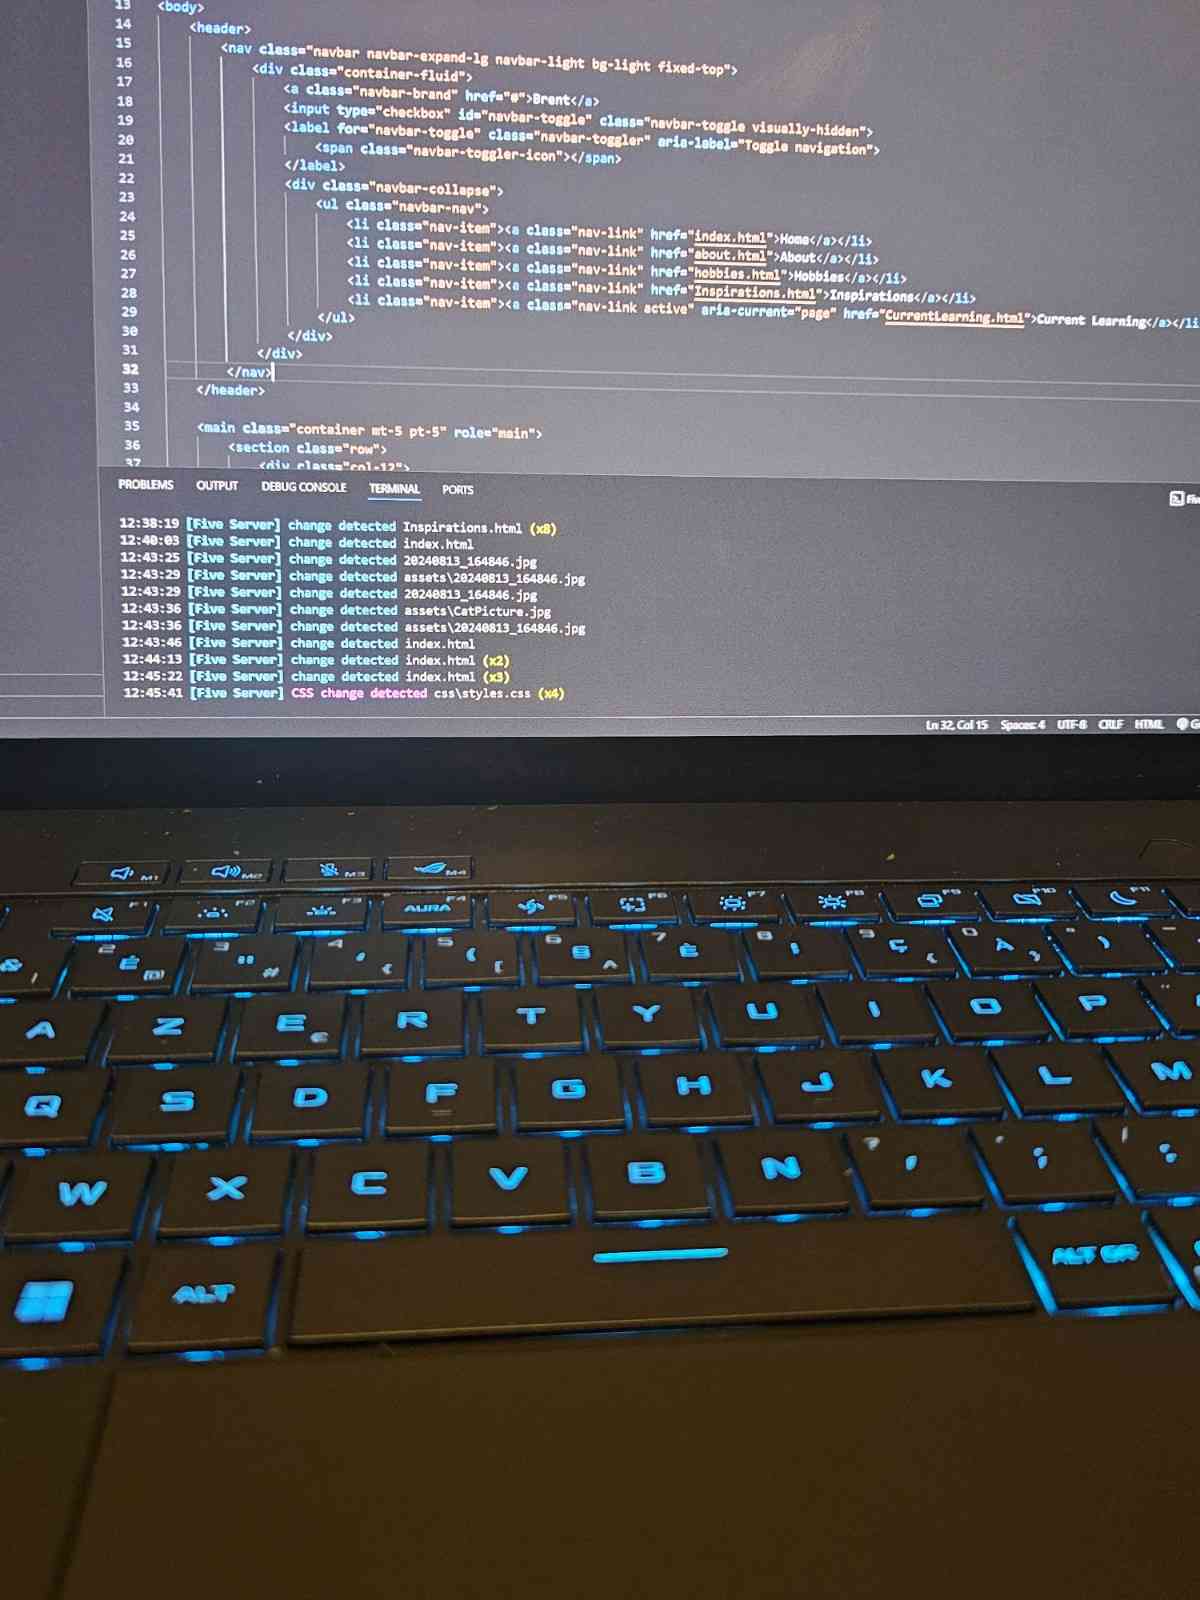 13 <body>
14 <header>
15 <nav class="navbar navbar-expand-lg navbar-light bg-light fixed-top">
16 <div class="container-fluid">
17 <a class="navbar-brand" href="#">Brent</a>
18 <input type="checkbox" id="navbar-toggle" class="navbar-toggle visually-hidden">
19 <label for="navbar-toggle" class="navbar-toggler" aria-label="Toggle navigation">
20 <span class="navbar-toggler-icon"></span>
21 </label>
22 <div class="navbar-collapse">
23 <ul class="navbar-nav">
24 <li class="nav-item"><a class="nav-link" href="index.html">Home</a></li>
25 <li class="nav-item"><a class="nav-link" href="about.html">About</a></li>
26 <li class="nav-item"><a class="nav-link" href="hobbies.html">Hobbies</a></li>
27 <li class="nav-item"><a class="nav-link" href="Inspirations.html">Inspirations</a></li>
28 <li class="nav-item"><a class="nav-link active" aria-current="page" href="CurrentLearning.html">Current Learning</a></li
29 </ul>
30 </div>
31 </div>
32 </nav>
33 </header>
34
35 <main class="container mt-5 pt-5" role="main">
36 <section class="row">
37 <div class="col-12">
PROBLEMS OUTPUT DEBUG CONSOLE TERMINAL PORTS Fiv
12:38:19 [Five Server] change detected Inspirations.html (x8)
12:40:03 [Five Server] change detected index.html
12:43:25 [Five Server] change detected 20240813_164846.jpg
12:43:29 [Five Server] change detected assets\20240813_164846.jpg
12:43:29 [Five Server] change detected 20240813_164846.jpg
12:43:36 [Five Server] change detected assets\CatPicture.jpg
12:43:36 [Five Server] change detected assets\20240813_164846.jpg
12:43:46 [Five Server] change detected index.html
12:44:13 [Five Server] change detected index.html (x2)
12:45:22 [Five Server] change detected index.html (x3)
12:45:41 [Five Server] CSS change detected css\styles.css (x4)
Ln 32, Col 15 Spaces: 4 UTF-8 CRLF HTML G
M1 M2 M3 M4
F1 F2 F3 AURA F4 F5 F6 F7 F8 F9 F10 F11
& 2 É @ 3 " # 4 ' { 5 ( [ 6 § ^ 7 È 8 ! 9 Ç { 0 À } ° )
A Z E € R T Y U I O P
Q S D F G H J K L M
W X C V B N ? , . ; / :
ALT ALT GR